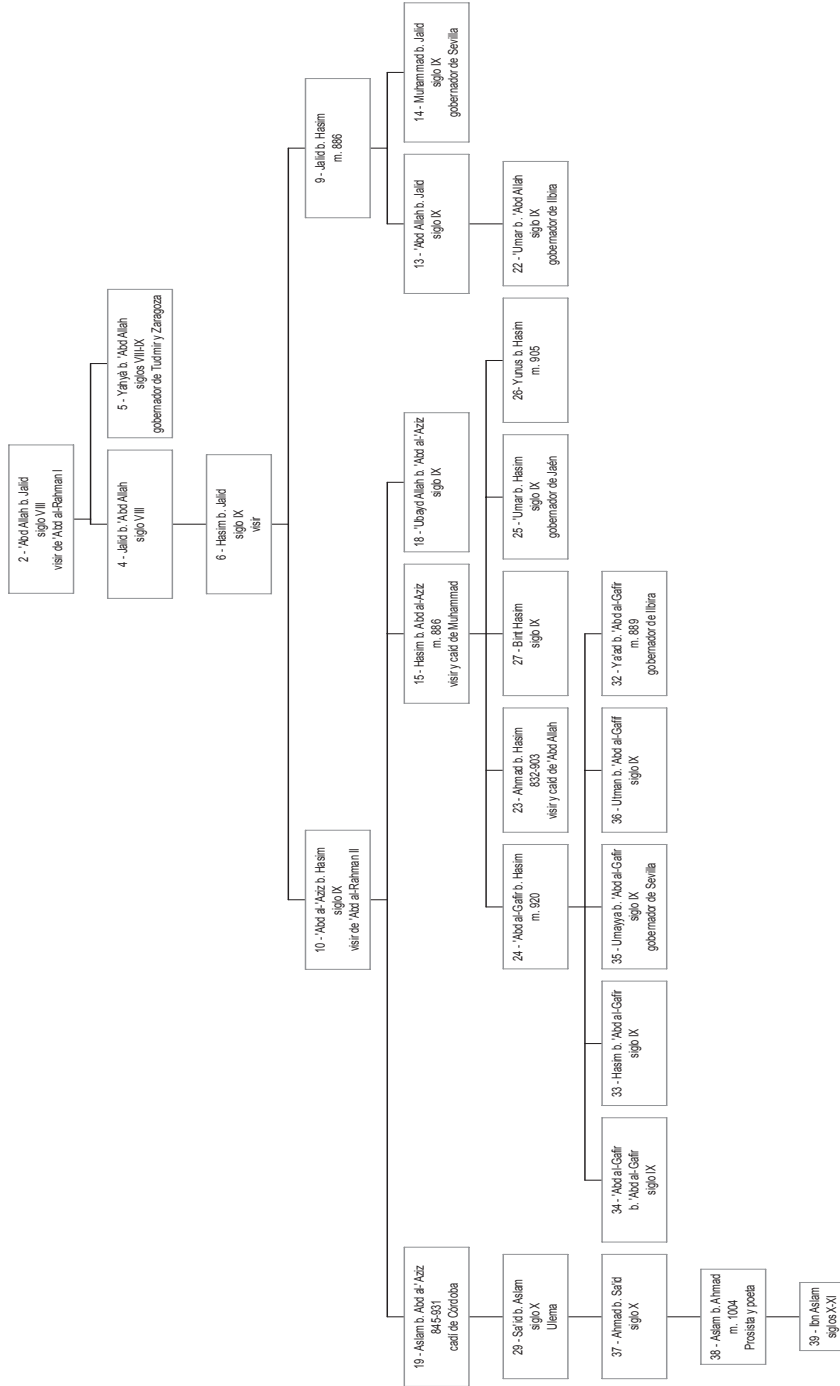 2 - 'Abd Allah b. Jalid
siglo VIII
visir de 'Abd al-Rahman I
4 - Jalid b. 'Abd Allah
siglo VIII
5 - Yahyà b. 'Abd Allah
siglos VIII-IX
gobernador de Tudmir y Zaragoza
6 - Hasim b. Jalid
siglo IX
visir
10 - 'Abd al-'Aziz b. Hasim
siglo IX
visir de 'Abd al-Rahman II
9 - Jalid b. Hasim
m. 886
19 - Aslam b. Abd al-'Aziz
845-931
cadí de Córdoba
15 - Hasim b. Abd al-Aziz
m. 886
visir y caid de Muhammad
18 - 'Ubayd Allah b. 'Abd al-'Aziz
siglo IX
13 - 'Abd Allah b. Jalid
siglo IX
14 - Muhammad b. Jalid
siglo IX
gobernador de Sevilla
29 - Sa'id b. Aslam
siglo X
Ulema
24 - 'Abd al-Gafir b. Hasim
m. 920
23 - Ahmad b. Hasim
832-903
visir y caid de 'Abd Allah
27 - Bint Hasim
siglo IX
25 - 'Umar b. Hasim
siglo IX
gobernador de Jaén
26- Yunus b. Hasim
m. 905
22 - 'Umar b. 'Abd Allah
siglo IX
gobernador de Ilbira
37 - Ahmad b. Sa'id
siglo X
34 - 'Abd al-Gafir
b. 'Abd al-Gafir
siglo IX
33 - Hasim b. 'Abd al-Gafir
siglo IX
35 - Umayya b. 'Abd al-Gafir
siglo IX
gobernador de Sevilla
36 - Utman b. 'Abd al-Gafif
siglo IX
32 - Ya'ad b. 'Abd al-Gafir
m. 889
gobernador de Ilbira
38 - Aslam b. Ahmad
m. 1004
Prosista y poeta
39 - Ibn Aslam
siglos X-XI